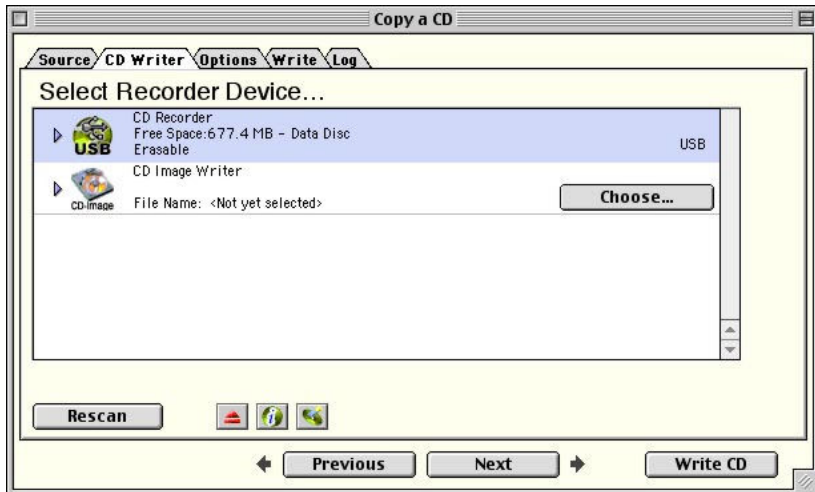 Copy a CD
Source CD Writer Options Write Log
Select Recorder Device...
CD Recorder
Free Space:677.4 MB - Data Disc
USB
USB
Erasable
CD Image Writer
CD-Image
File Name: <Not yet selected>
Choose...
Rescan
i
Previous Next Write CD